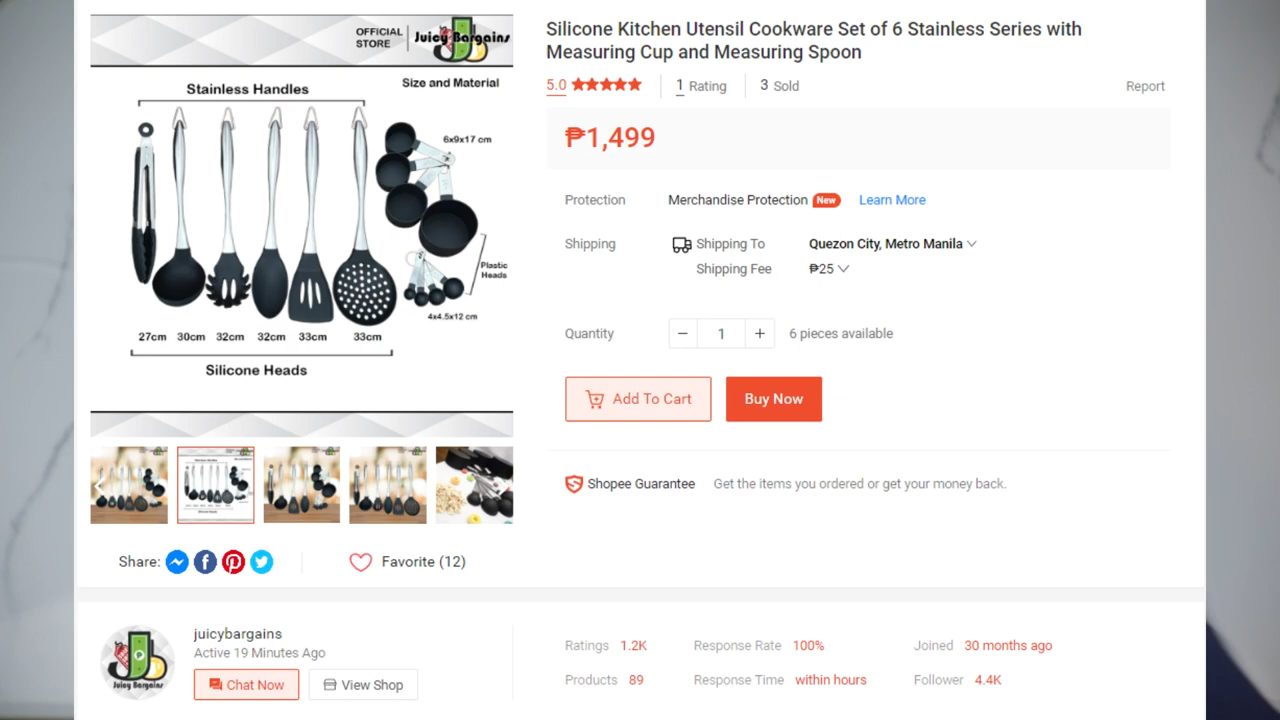 OFFICIAL
STORE
Juicy Bargains
Stainless Handles
Size and Material
6x9x17 cm
Plastic
Heads
4x4.5x12 cm
27cm 30cm 32cm 32cm 33cm 33cm
Silicone Heads
Share:
Favorite (12)
Silicone Kitchen Utensil Cookware Set of 6 Stainless Series with
Measuring Cup and Measuring Spoon
5.0 1 Rating 3 Sold Report
₱1,499
Protection Merchandise Protection New Learn More
Shipping Shipping To Quezon City, Metro Manila
Shipping Fee ₱25
Quantity − 1 + 6 pieces available
Add To Cart Buy Now
Shopee Guarantee Get the items you ordered or get your money back.
Juicy Bargains
juicybargains
Active 19 Minutes Ago
Chat Now View Shop
Ratings 1.2K Response Rate 100% Joined 30 months ago
Products 89 Response Time within hours Follower 4.4K